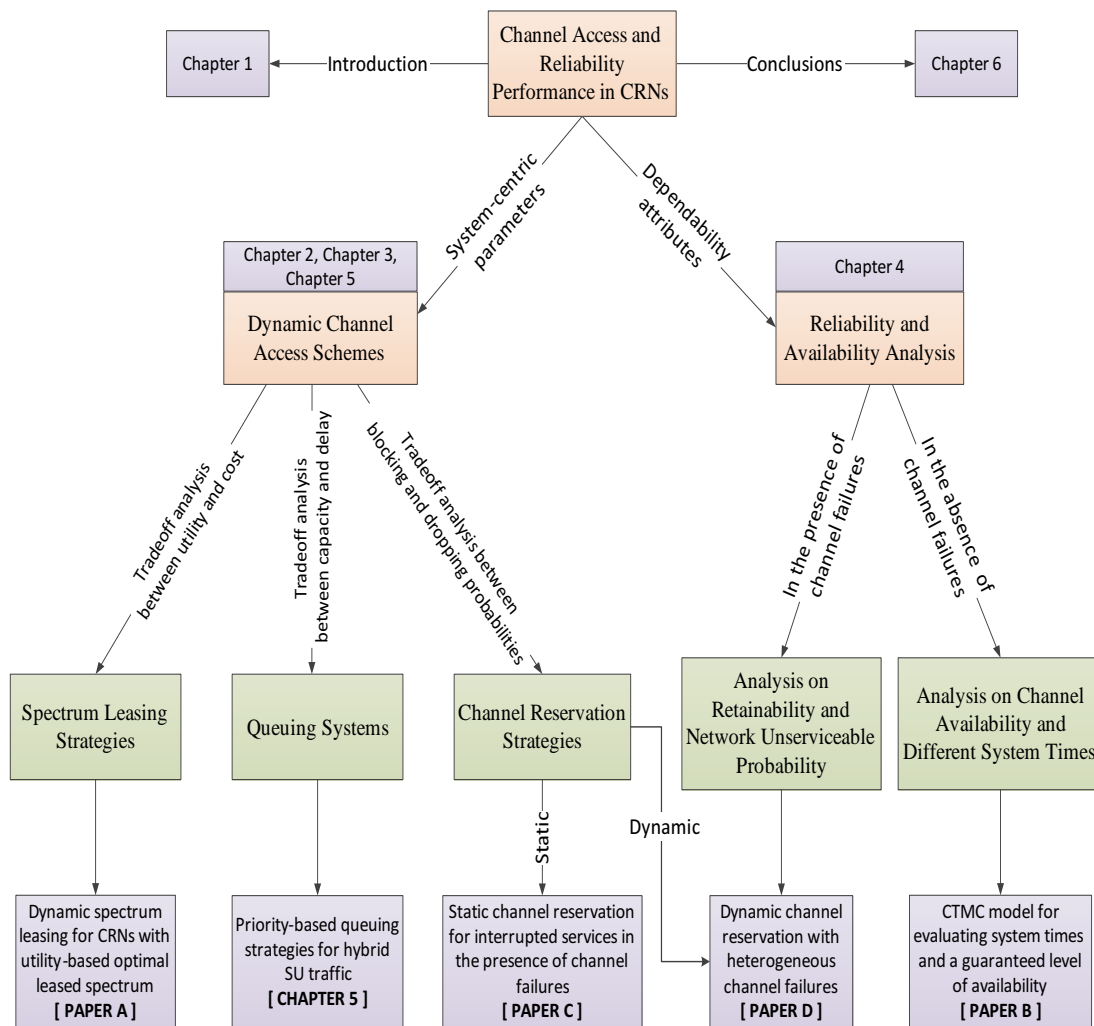 Channel Access and
Reliability
Performance in CRNs
Chapter 1
Introduction
Conclusions
Chapter 6
System-centric
parameters
Dependability
attributes
Chapter 2, Chapter 3,
Chapter 5
Dynamic Channel
Access Schemes
Chapter 4
Reliability and
Availability Analysis
Tradeoff analysis
between utility and cost
Tradeoff analysis
between capacity and delay
Tradeoff analysis between
blocking and dropping probabilities
In the presence of
channel failures
In the absence of
channel failures
Spectrum Leasing
Strategies
Queuing Systems
Channel Reservation
Strategies
Analysis on
Retainability and
Network Unserviceable
Probability
Analysis on Channel
Availability and
Different System Times
Static
Dynamic
Dynamic spectrum
leasing for CRNs with
utility-based optimal
leased spectrum
[ PAPER A ]
Priority-based queuing
strategies for hybrid
SU traffic
[ CHAPTER 5 ]
Static channel reservation
for interrupted services in
the presence of channel
failures
[ PAPER C ]
Dynamic channel
reservation with
heterogeneous
channel failures
[ PAPER D ]
CTMC model for
evaluating system times
and a guaranteed level
of availability
[ PAPER B ]